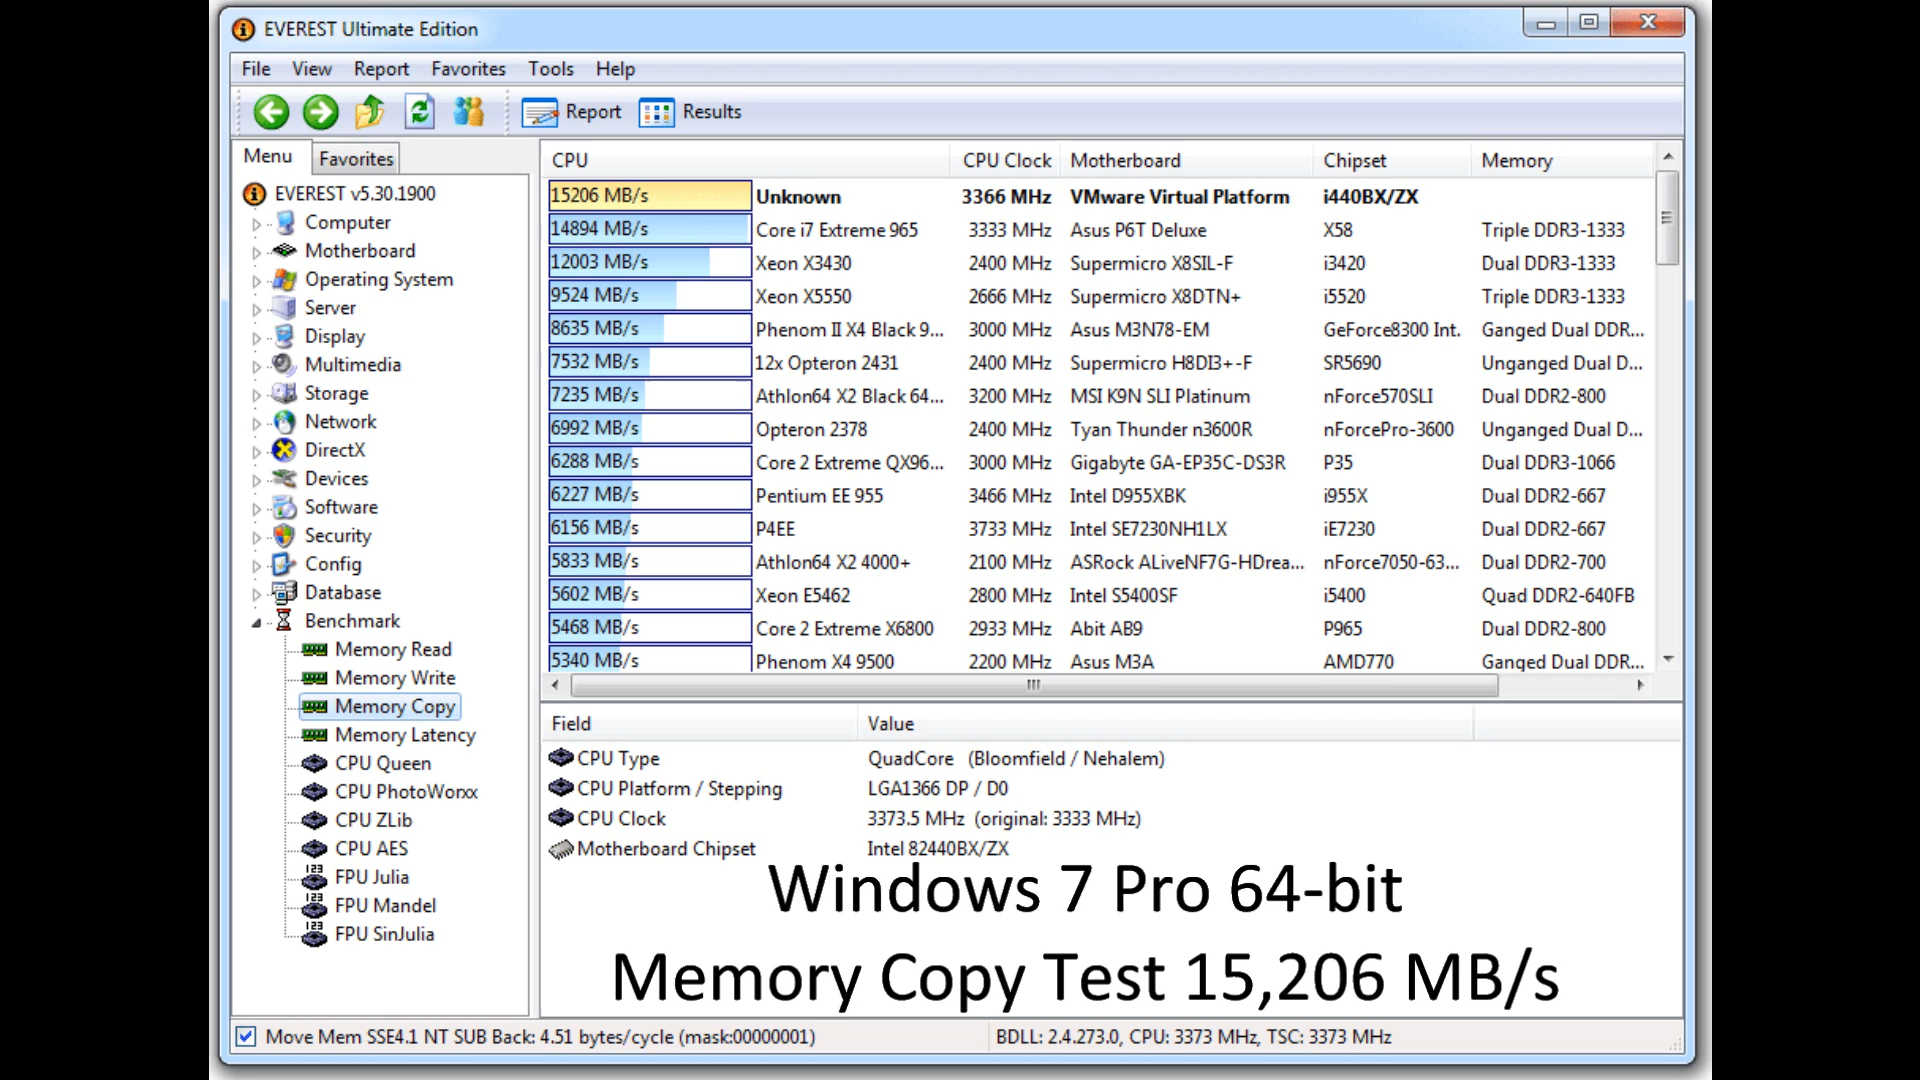 EVEREST Ultimate Edition
File View Report Favorites Tools Help
Report Results
Menu Favorites
EVEREST v5.30.1900
Computer
Motherboard
Operating System
Server
Display
Multimedia
Storage
Network
DirectX
Devices
Software
Security
Config
Database
Benchmark
Memory Read
Memory Write
Memory Copy
Memory Latency
CPU Queen
CPU PhotoWorxx
CPU ZLib
CPU AES
FPU Julia
FPU Mandel
FPU SinJulia
CPU CPU Clock Motherboard Chipset Memory
15206 MB/s Unknown 3366 MHz VMware Virtual Platform i440BX/ZX
14894 MB/s Core i7 Extreme 965 3333 MHz Asus P6T Deluxe X58 Triple DDR3-1333
12003 MB/s Xeon X3430 2400 MHz Supermicro X8SIL-F i3420 Dual DDR3-1333
9524 MB/s Xeon X5550 2666 MHz Supermicro X8DTN+ i5520 Triple DDR3-1333
8635 MB/s Phenom II X4 Black 9... 3000 MHz Asus M3N78-EM GeForce8300 Int. Ganged Dual DDR...
7532 MB/s 12x Opteron 2431 2400 MHz Supermicro H8DI3+-F SR5690 Unganged Dual D...
7235 MB/s Athlon64 X2 Black 64... 3200 MHz MSI K9N SLI Platinum nForce570SLI Dual DDR2-800
6992 MB/s Opteron 2378 2400 MHz Tyan Thunder n3600R nForcePro-3600 Unganged Dual D...
6288 MB/s Core 2 Extreme QX96... 3000 MHz Gigabyte GA-EP35C-DS3R P35 Dual DDR3-1066
6227 MB/s Pentium EE 955 3466 MHz Intel D955XBK i955X Dual DDR2-667
6156 MB/s P4EE 3733 MHz Intel SE7230NH1LX iE7230 Dual DDR2-667
5833 MB/s Athlon64 X2 4000+ 2100 MHz ASRock ALiveNF7G-HDrea... nForce7050-63... Dual DDR2-700
5602 MB/s Xeon E5462 2800 MHz Intel S5400SF i5400 Quad DDR2-640FB
5468 MB/s Core 2 Extreme X6800 2933 MHz Abit AB9 P965 Dual DDR2-800
5340 MB/s Phenom X4 9500 2200 MHz Asus M3A AMD770 Ganged Dual DDR...
Field Value
CPU Type QuadCore (Bloomfield / Nehalem)
CPU Platform / Stepping LGA1366 DP / D0
CPU Clock 3373.5 MHz (original: 3333 MHz)
Motherboard Chipset Intel 82440BX/ZX
Windows 7 Pro 64-bit
Memory Copy Test 15,206 MB/s
Move Mem SSE4.1 NT SUB Back: 4.51 bytes/cycle (mask:00000001) BDLL: 2.4.273.0, CPU: 3373 MHz, TSC: 3373 MHz